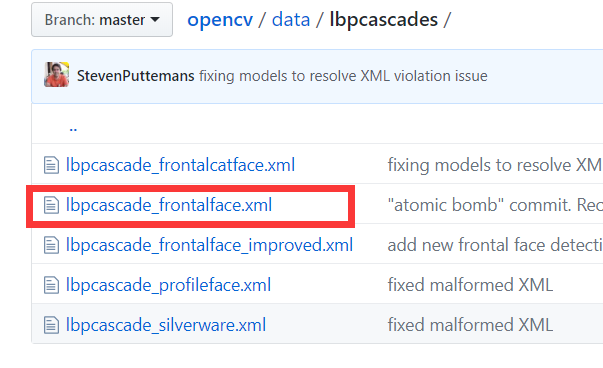 Branch: master
opencv / data / lbpcascades /
StevenPuttemans fixing models to resolve XML violation issue
..
lbpcascade_frontalcatface.xml fixing models to resolve XM
lbpcascade_frontalface.xml "atomic bomb" commit. Rec
lbpcascade_frontalface_improved.xml add new frontal face detecti
lbpcascade_profileface.xml fixed malformed XML
lbpcascade_silverware.xml fixed malformed XML